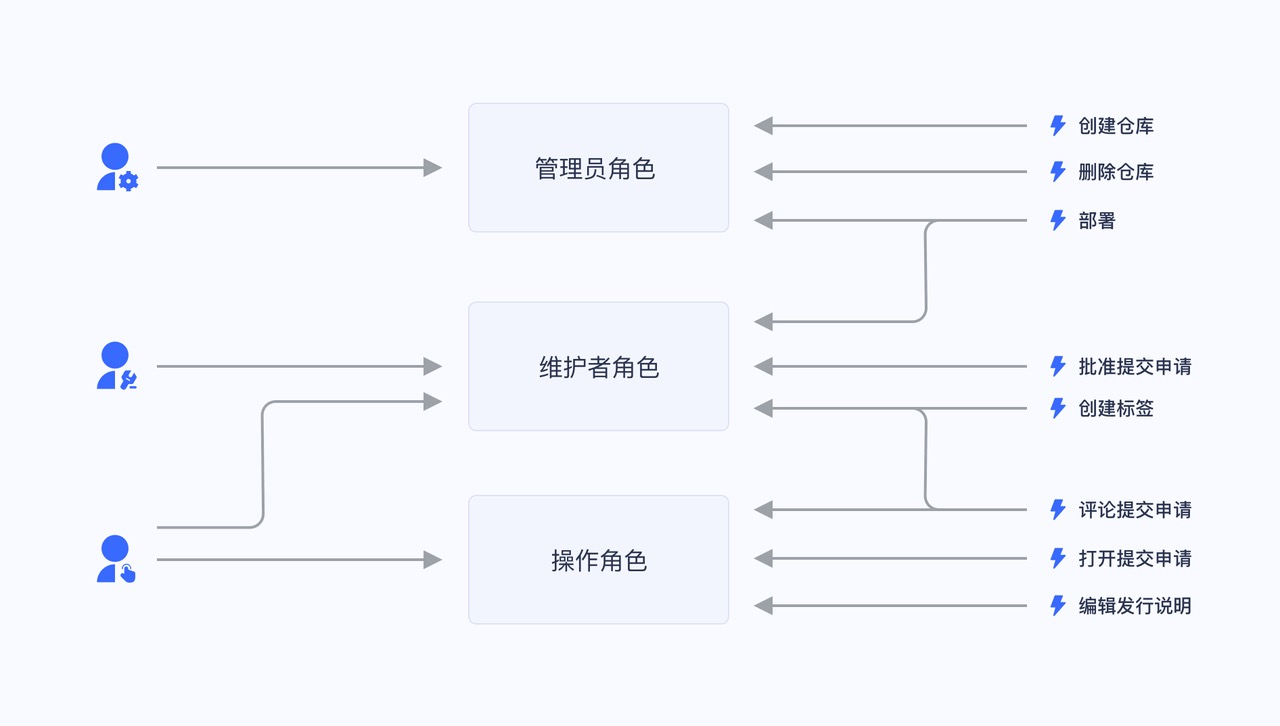 管理员角色
创建仓库
删除仓库
部署
维护者角色
批准提交申请
创建标签
操作角色
评论提交申请
打开提交申请
编辑发行说明